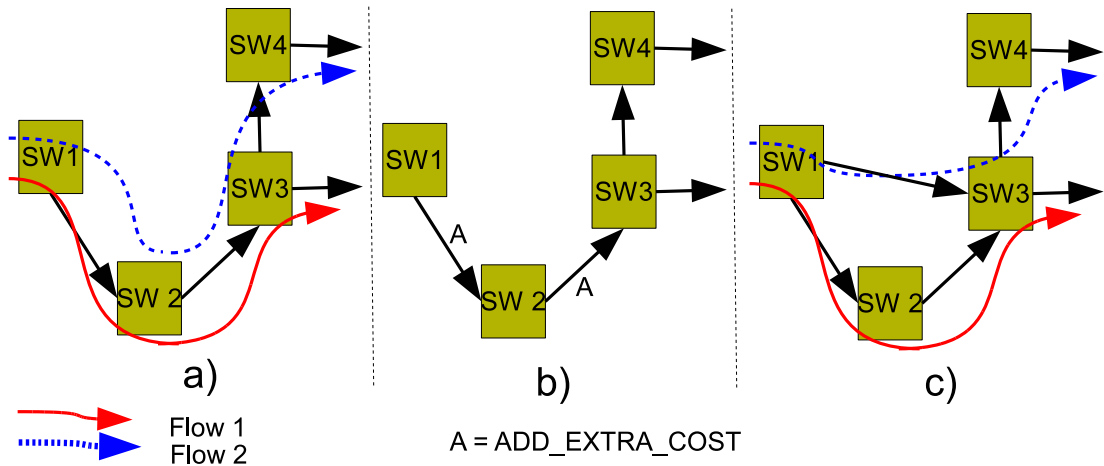 SW4
SW1
SW3
SW 2
a)
SW4
SW1
SW3
A
SW 2
A
b)
SW4
SW1
SW3
SW 2
c)
Flow 1
Flow 2
A = ADD_EXTRA_COST